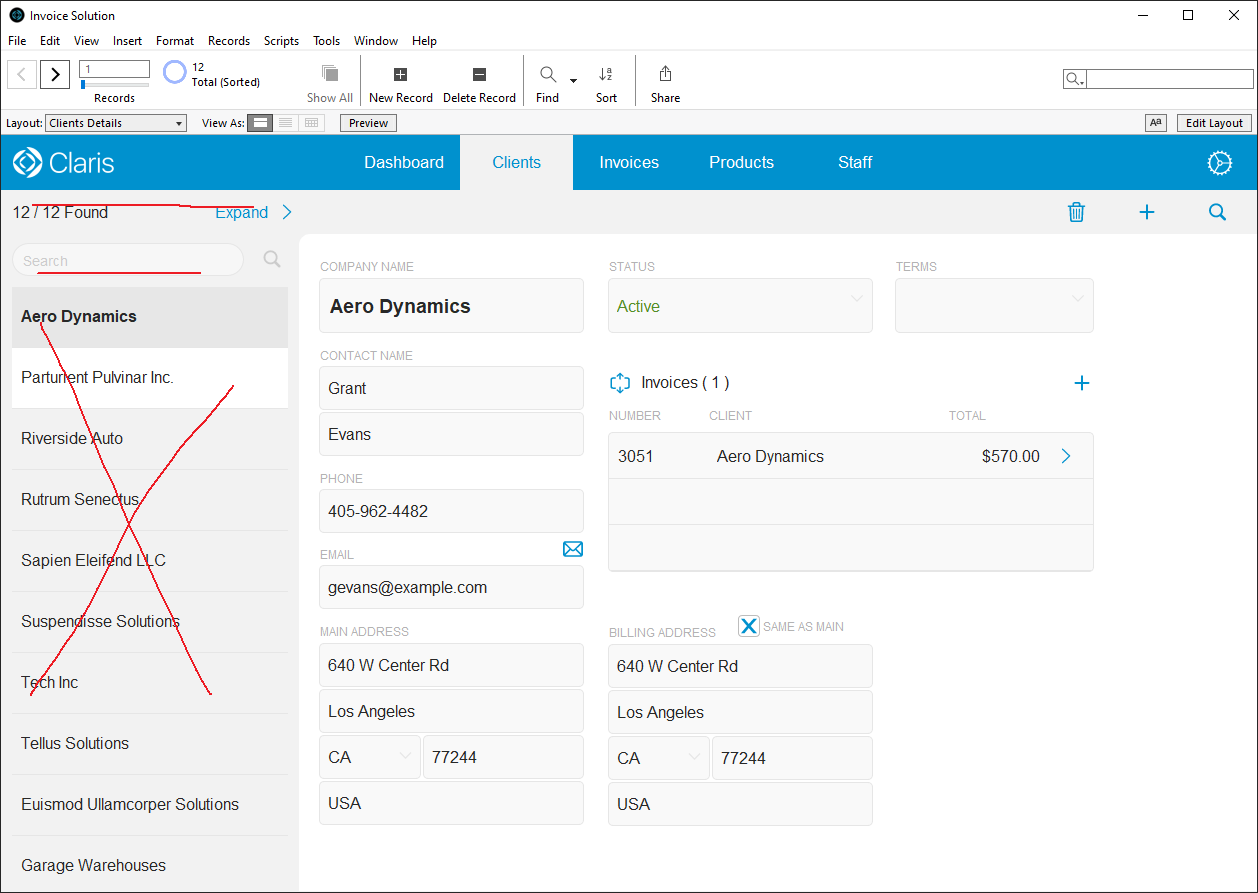 Invoice Solution
File Edit View Insert Format Records Scripts Tools Window Help
1
12
Total (Sorted)
Records
Show All
New Record
Delete Record
Find
Sort
Share
Layout: Clients Details
View As:
Preview
Aa
Edit Layout
Claris
Dashboard
Clients
Invoices
Products
Staff
12 / 12 Found
Expand
Search
Aero Dynamics
Parturient Pulvinar Inc.
Riverside Auto
Rutrum Senectus
Sapien Eleifend LLC
Suspendisse Solutions
Tech Inc
Tellus Solutions
Euismod Ullamcorper Solutions
Garage Warehouses
COMPANY NAME
Aero Dynamics
CONTACT NAME
Grant
Evans
PHONE
405-962-4482
EMAIL
gevans@example.com
MAIN ADDRESS
640 W Center Rd
Los Angeles
CA 77244
USA
STATUS
Active
TERMS
Invoices ( 1 )
NUMBER CLIENT TOTAL
3051 Aero Dynamics $570.00
BILLING ADDRESS
SAME AS MAIN
640 W Center Rd
Los Angeles
CA 77244
USA